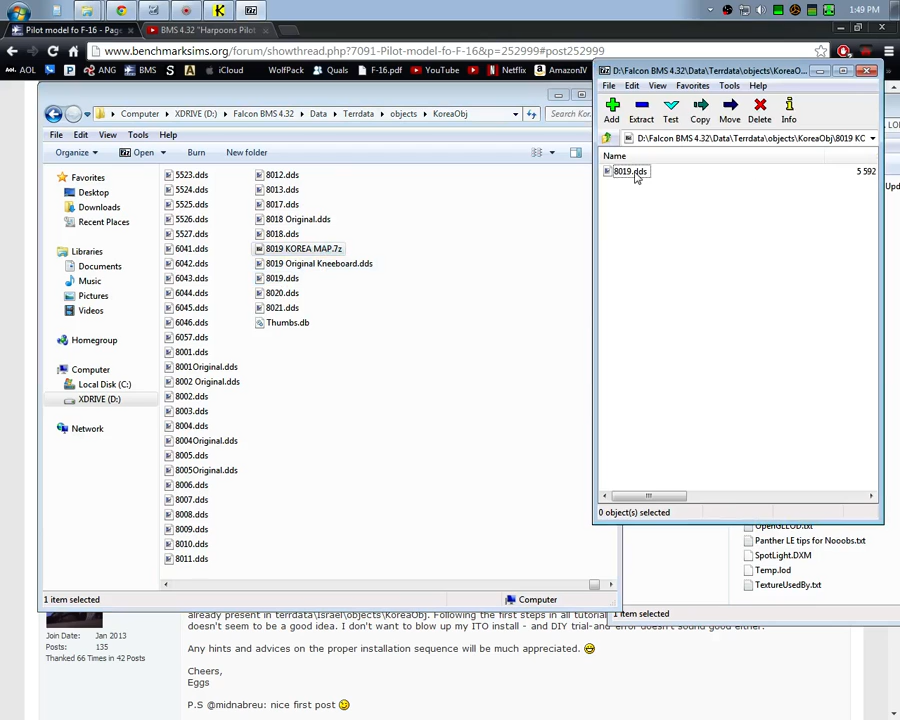 1:49 PM
Pilot model fo F-16 - Page
BMS 4.32 "Harpoons Pilot
www.benchmarksims.org/forum/showthread.php?7091-Pilot-model-fo-F-16&p=252999#post252999
AOL P A BMS iCloud WolfPack Quals F-16.pdf YouTube Netflix AmazonIV
D:\Falcon BMS 4.32\Data\Terrdata\objects\KoreaO...
File Edit View Favorites Tools Help
Add Extract Test Copy Move Delete Info
D:\Falcon BMS 4.32\Data\Terrdata\objects\KoreaObj\8019 KC
Name
8019.dds 5 592
0 object(s) selected
Computer XDRIVE (D:) Falcon BMS 4.32 Data Terrdata objects KoreaObj
Search Kor...
File Edit View Tools Help
Organize Open Burn New folder
Favorites
Desktop
Downloads
Recent Places
Libraries
Documents
Music
Pictures
Videos
Homegroup
Computer
Local Disk (C:)
XDRIVE (D:)
Network
5523.dds
5524.dds
5525.dds
5526.dds
5527.dds
6041.dds
6042.dds
6043.dds
6044.dds
6045.dds
6046.dds
6057.dds
8001.dds
8001Original.dds
8002 Original.dds
8002.dds
8003.dds
8004.dds
8004Original.dds
8005.dds
8005Original.dds
8006.dds
8007.dds
8008.dds
8009.dds
8010.dds
8011.dds
8012.dds
8013.dds
8017.dds
8018 Original.dds
8018.dds
8019 KOREA MAP.7z
8019 Original Kneeboard.dds
8019.dds
8020.dds
8021.dds
Thumbs.db
1 item selected
Computer
Upd
OpenGLLOD.txt
Panther LE tips for Nooobs.txt
SpotLight.DXM
Temp.lod
TextureUsedBy.txt
1 item selected
Join Date: Jan 2013
Posts: 135
Thanked 66 Times in 42 Posts
already present in terrdata\Israel\objects\KoreaObj. Following the first steps in all tutorial
doesn't seem to be a good idea. I don't want to blow up my ITO install - and DIY trial-and error doesn't sound good either.
Any hints and advices on the proper installation sequence will be much appreciated.
Cheers,
Eggs
P.S @midnabreu: nice first post